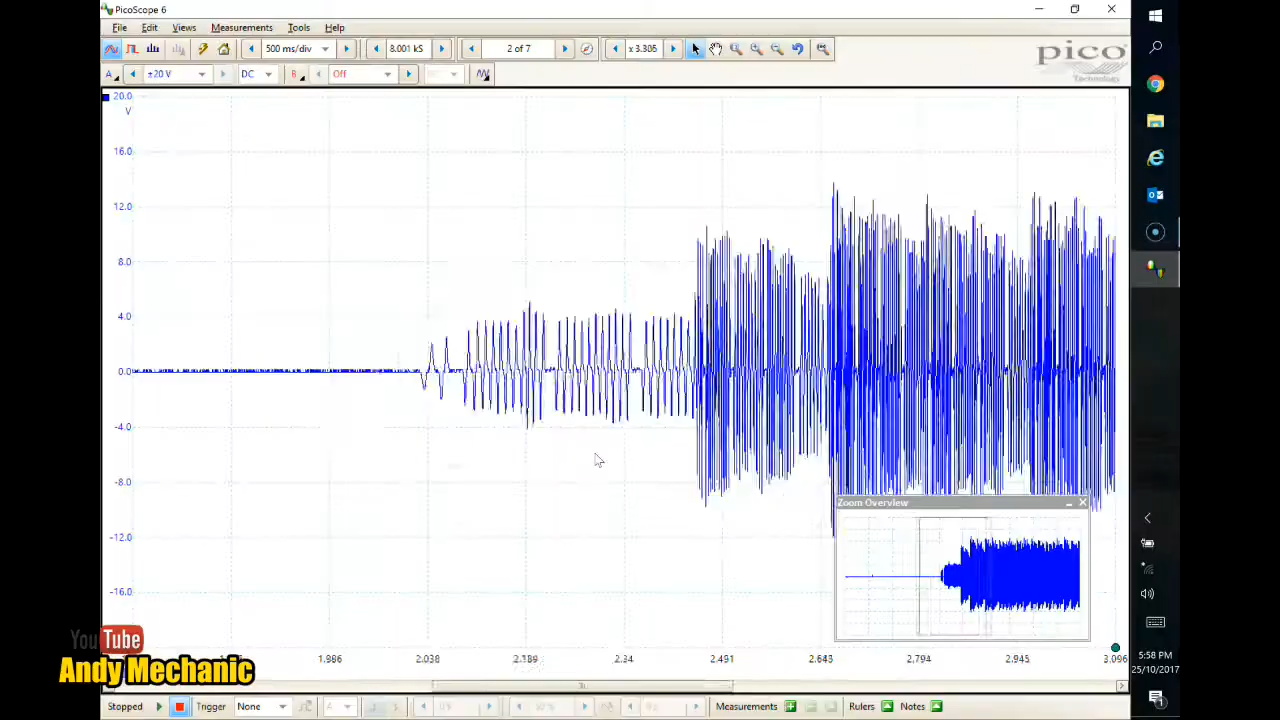 PicoScope 6
File Edit Views Measurements Tools Help
500 ms/div 8.001 kS 2 of 7 x 3.306
pico
Technology
A ±20 V DC B Off
20.0
V
16.0
12.0
8.0
4.0
0.0
-4.0
-8.0
-12.0
-16.0
Zoom Overview
1.986 2.038 2.189 2.24 2.491 2.645 2.794 2.945 3.096
YouTube
Andy Mechanic
Stopped Trigger None A Measurements Rulers Notes
5:58 PM
25/10/2017